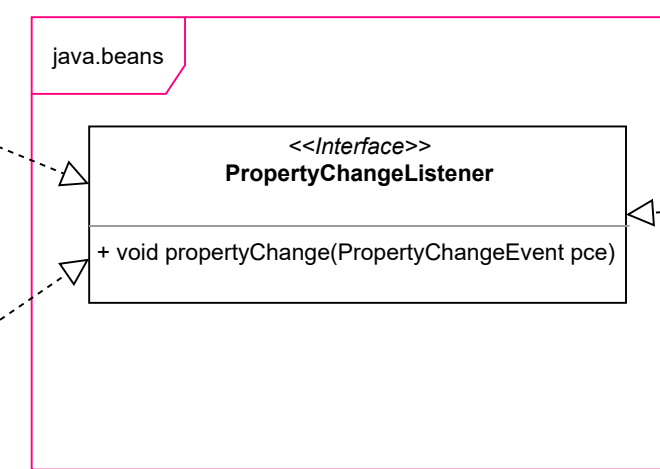 java.beans
<<Interface>>
PropertyChangeListener
+ void propertyChange(PropertyChangeEvent pce)